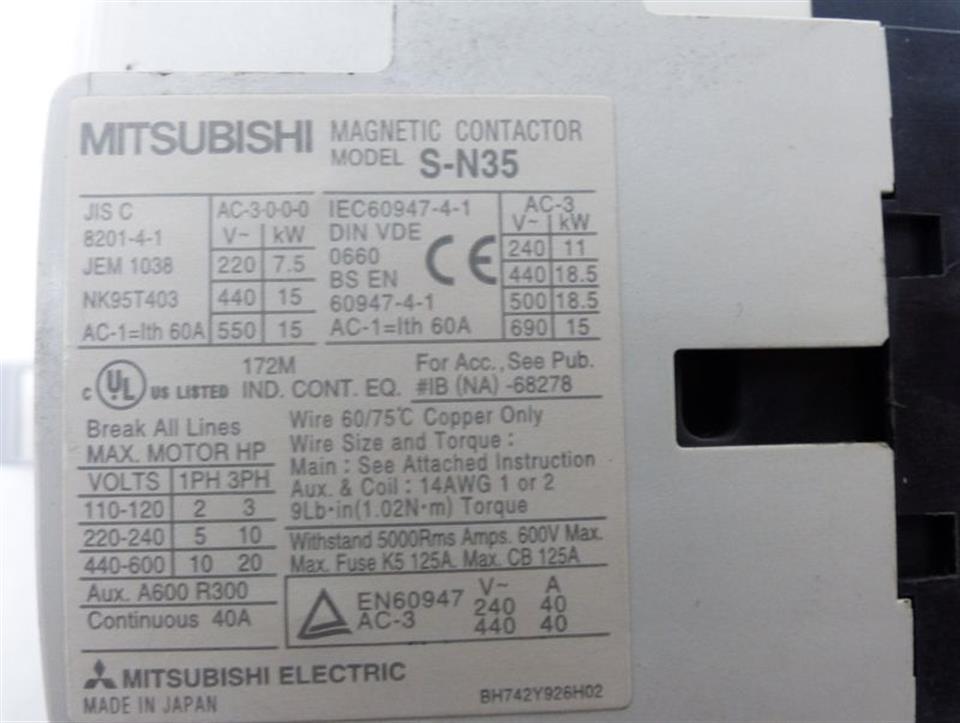 MITSUBISHI MAGNETIC CONTACTOR
MODEL S-N35
JIS C
8201-4-1
JEM 1038
NK95T403
AC-1=Ith 60A
AC-3-0-0-0
V~ kW
220 7.5
440 15
550 15
IEC60947-4-1
DIN VDE
0660
BS EN
60947-4-1
AC-1=Ith 60A
CE
AC-3
V~ kW
240 11
440 18.5
500 18.5
690 15
c UL US LISTED 172M
IND. CONT. EQ.
For Acc., See Pub.
#IB (NA) -68278
Break All Lines
MAX. MOTOR HP
VOLTS 1PH 3PH
110-120 2 3
220-240 5 10
440-600 10 20
Aux. A600 R300
Continuous 40A
Wire 60/75℃ Copper Only
Wire Size and Torque :
Main : See Attached Instruction
Aux. & Coil : 14AWG 1 or 2
9Lb·in(1.02N·m) Torque
Withstand 5000Rms Amps. 600V Max.
Max. Fuse K5 125A. Max. CB 125A
EN60947
AC-3
V~ A
240 40
440 40
MITSUBISHI ELECTRIC
MADE IN JAPAN
BH742Y926H02